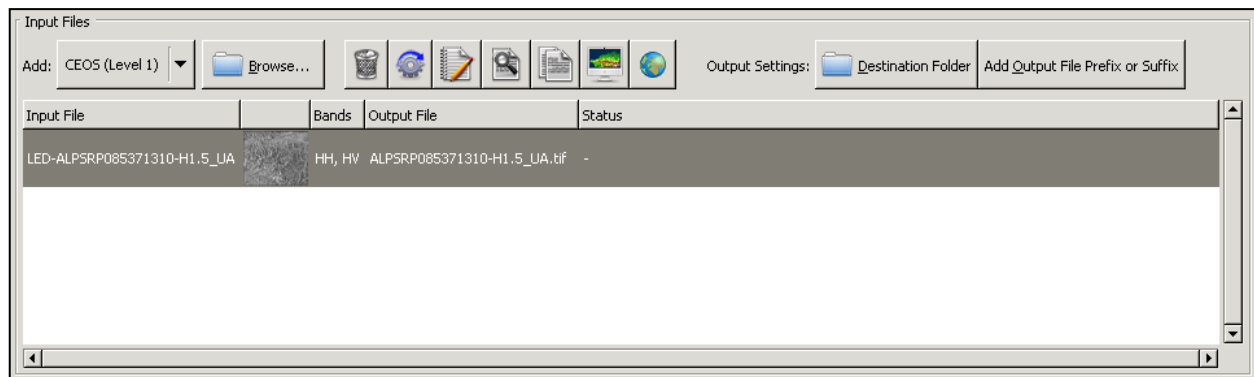 Input Files
Add: CEOS (Level 1) Browse... Output Settings: Destination Folder Add Output File Prefix or Suffix
Input File Bands Output File Status
LED-ALPSRP085371310-H1.5_UA HH, HV ALPSRP085371310-H1.5_UA.tif -